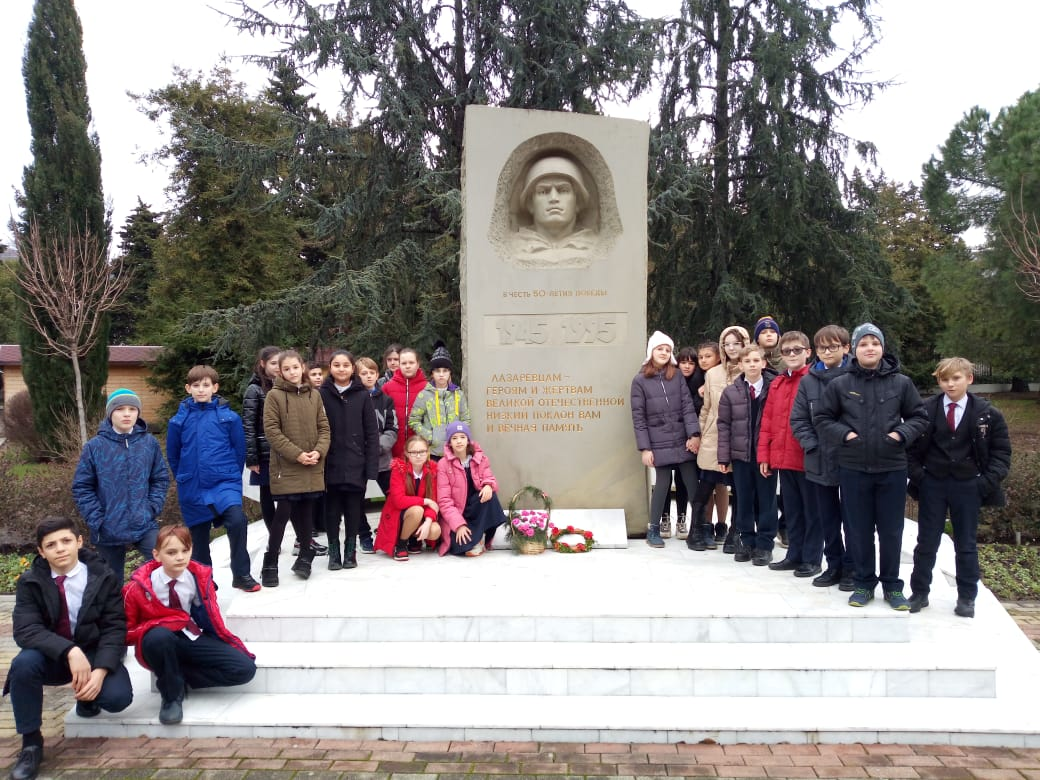 В ЧЕСТЬ 50-ЛЕТИЯ ПОБЕДЫ
1945 1995
ЛАЗАРЕВЦАМ -
ГЕРОЯМ И ЖЕРТВАМ
ВЕЛИКОЙ ОТЕЧЕСТВЕННОЙ
НИЗКИЙ ПОКЛОН ВАМ
И ВЕЧНАЯ ПАМЯТЬ